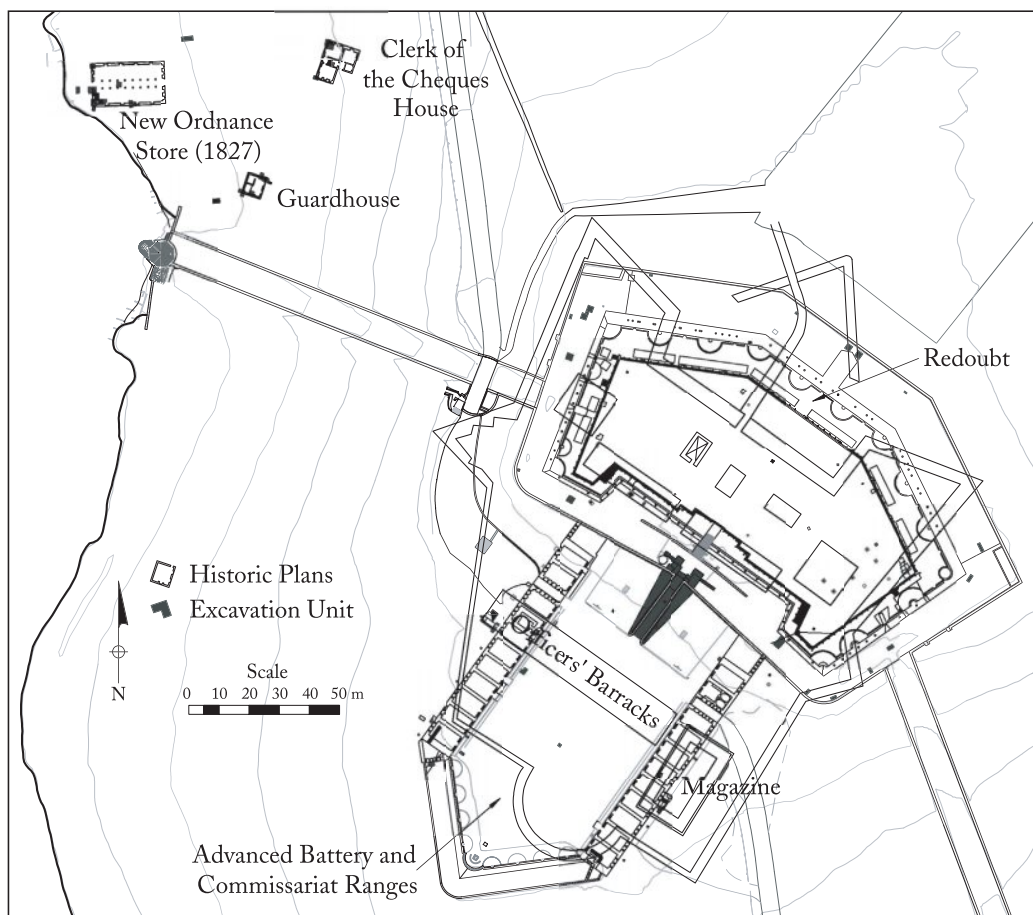 Clerk of
the Cheques
House
New Ordnance
Store (1827)
Guardhouse
Redoubt
Historic Plans
Excavation Unit
Scale
0 10 20 30 40 50 m
N
Officers' Barracks
Magazine
Advanced Battery and
Commissariat Ranges